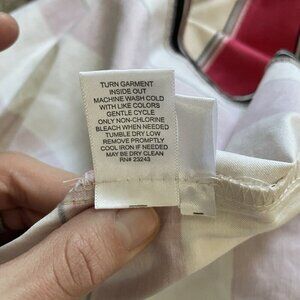 TURN GARMENT
INSIDE OUT
MACHINE WASH COLD
WITH LIKE COLORS
GENTLE CYCLE
ONLY NON-CHLORINE
BLEACH WHEN NEEDED
TUMBLE DRY LOW
REMOVE PROMPTLY
COOL IRON IF NEEDED
MAY BE DRY CLEAN
RN# 23243